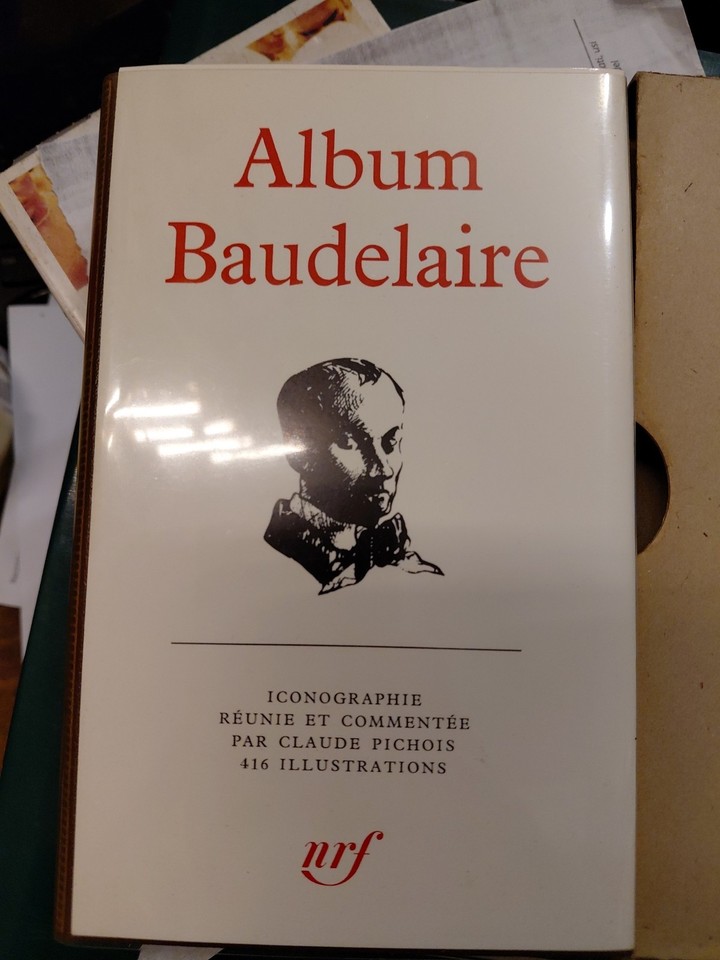 Album
Baudelaire
ICONOGRAPHIE
RÉUNIE ET COMMENTÉE
PAR CLAUDE PICHOIS
416 ILLUSTRATIONS
nrf